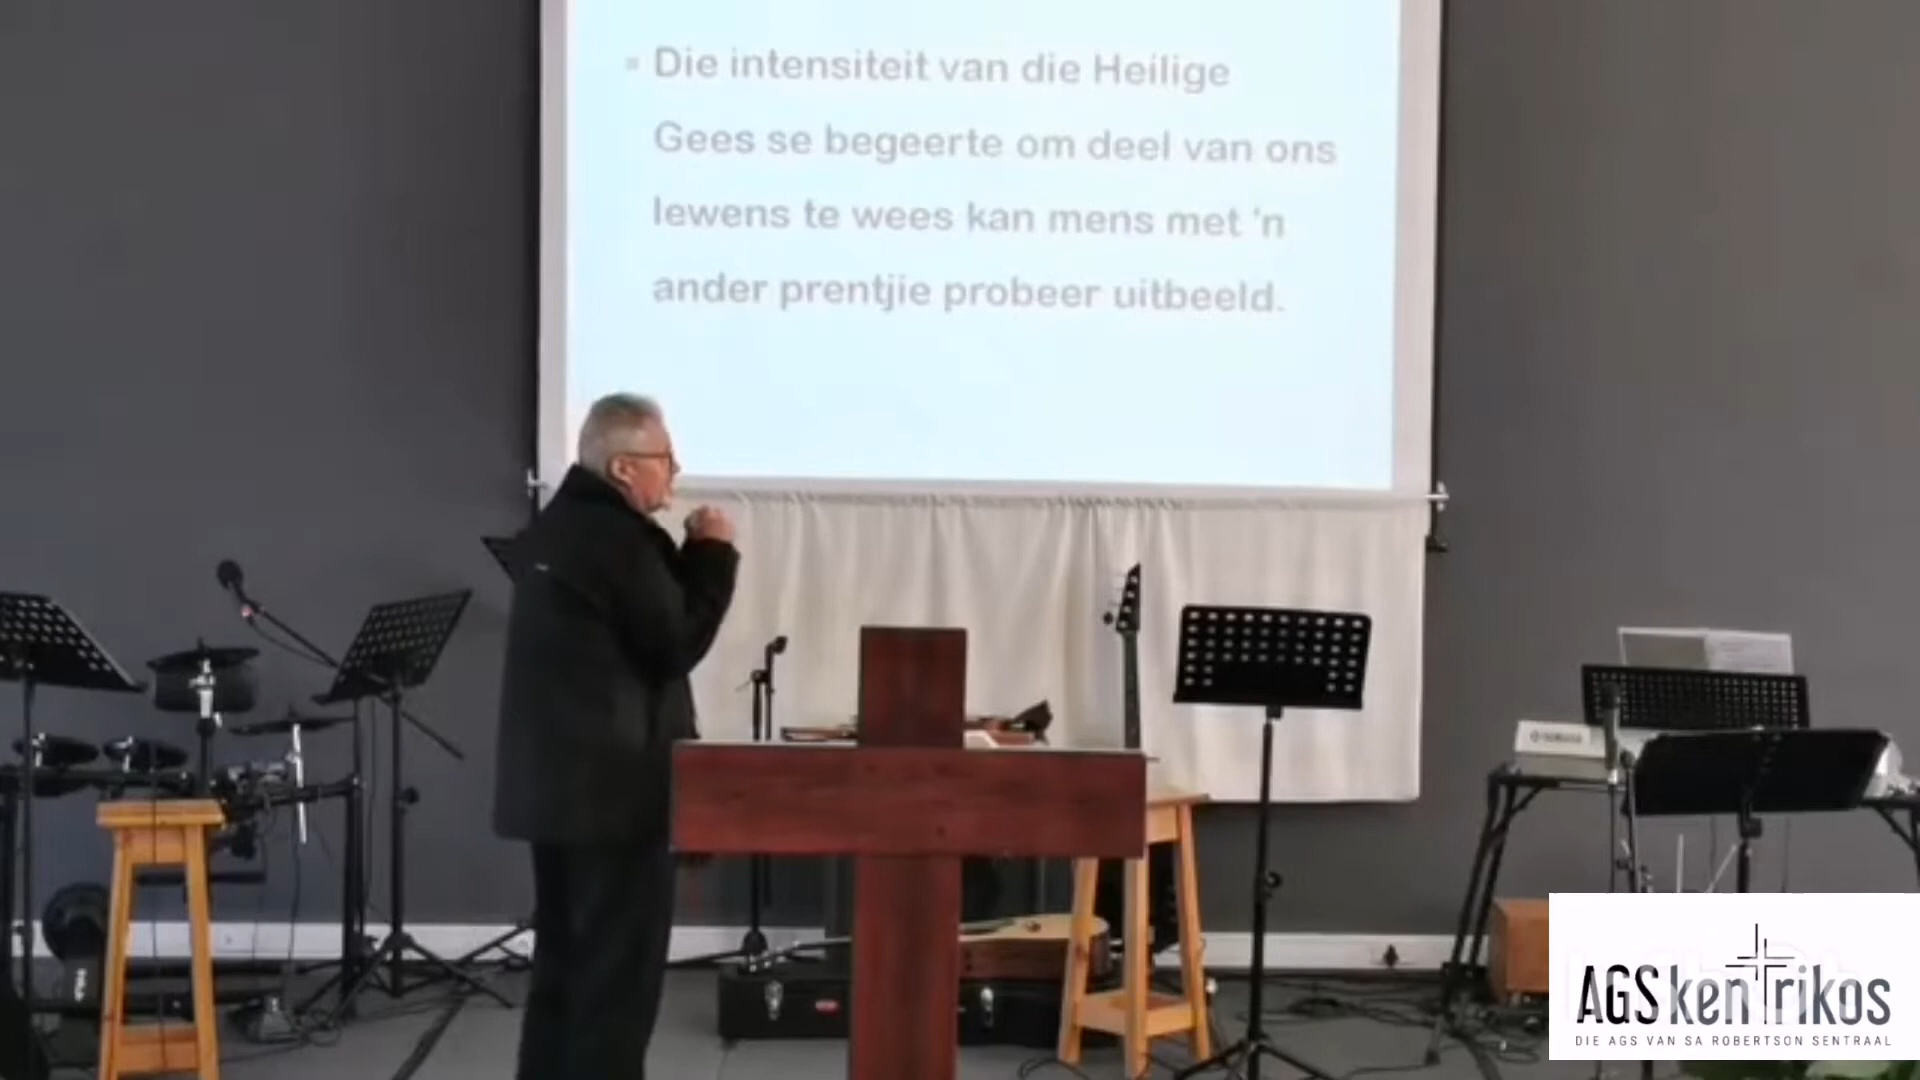 Die intensiteit van die Heilige
Gees se begeerte om deel van ons
lewens te wees kan mens met 'n
ander prentjie probeer uitbeeld.
YAMAHA
AGS kentrikos
DIE AGS VAN SA ROBERTSON SENTRAAL